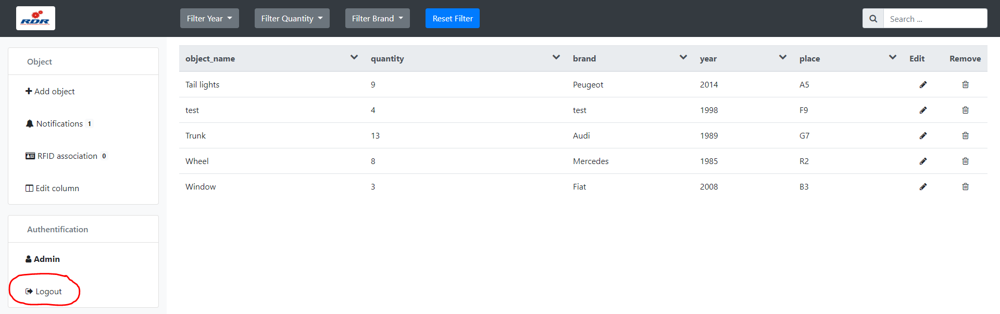 RDR
Filter Year
Filter Quantity
Filter Brand
Reset Filter
Search ...
Object
Add object
Notifications 1
RFID association 0
Edit column
Authentification
Admin
Logout
object_name quantity brand year place Edit Remove
Tail lights 9 Peugeot 2014 A5
test 4 test 1998 F9
Trunk 13 Audi 1989 G7
Wheel 8 Mercedes 1985 R2
Window 3 Fiat 2008 B3